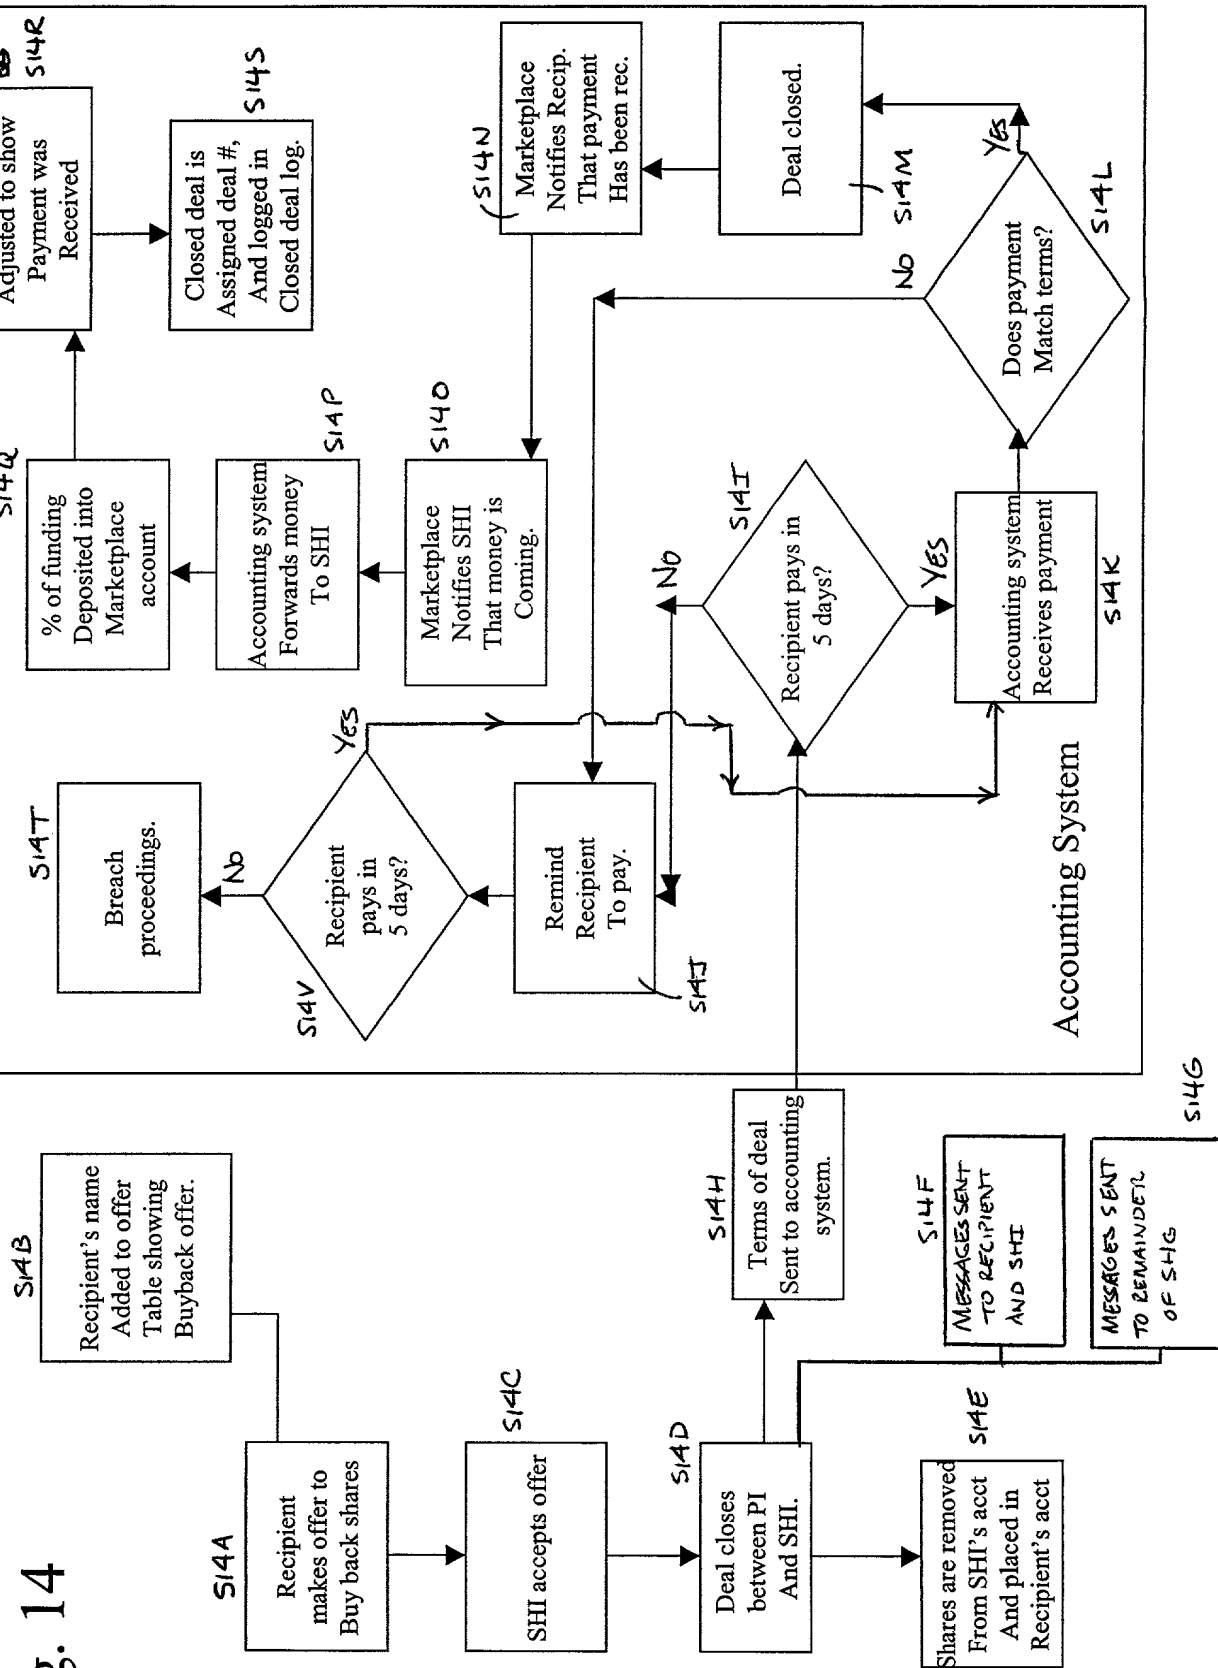 g. 14
S14A
Recipient
makes offer to
Buy back shares
S14B
Recipient's name
Added to offer
Table showing
Buyback offer.
S14C
SHI accepts offer
S14D
Deal closes
between PI
And SHI.
S14E
Shares are removed
From SHI's acct
And placed in
Recipient's acct
S14F
MESSAGES SENT
TO RECIPIENT
AND SHI
S14G
MESSAGES SENT
TO REMAINDER
OF SHG
S14H
Terms of deal
Sent to accounting
system.
S14T
Breach
proceedings.
No
S14V
Recipient
pays in
5 days?
YES
Remind
Recipient
To pay.
S14J
S14I
Recipient pays in
5 days?
NO
YES
Accounting system
Receives payment
S14K
Does payment
Match terms?
S14L
No
YES
Deal closed.
S14M
S14N
Marketplace
Notifies Recip.
That payment
Has been rec.
S14O
Marketplace
Notifies SHI
That money is
Coming.
S14P
Accounting system
Forwards money
To SHI
S14Q
% of funding
Deposited into
Marketplace
account
S14R
Adjusted to show
Payment was
Received
S14S
Closed deal is
Assigned deal #,
And logged in
Closed deal log.
Accounting System